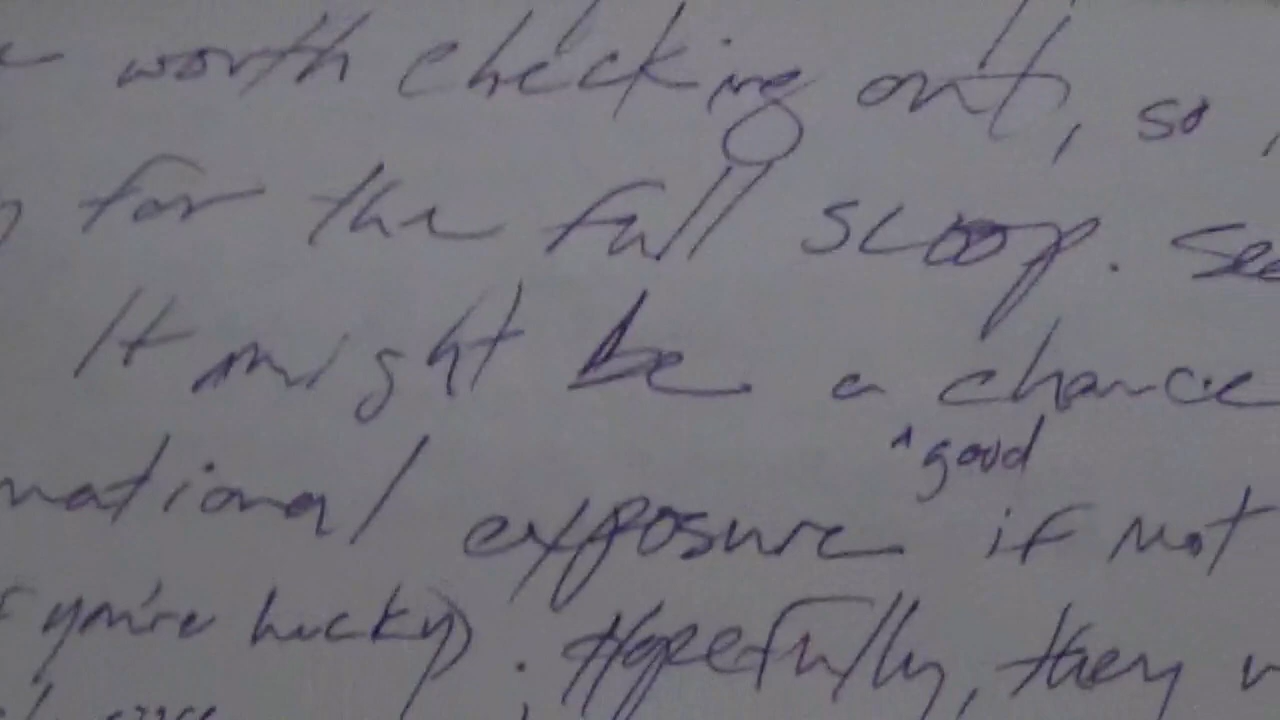 worth checking out, so
for the full scoop. See
It might be a ^good chance
national exposure if not
if you're lucky). Hopefully, they